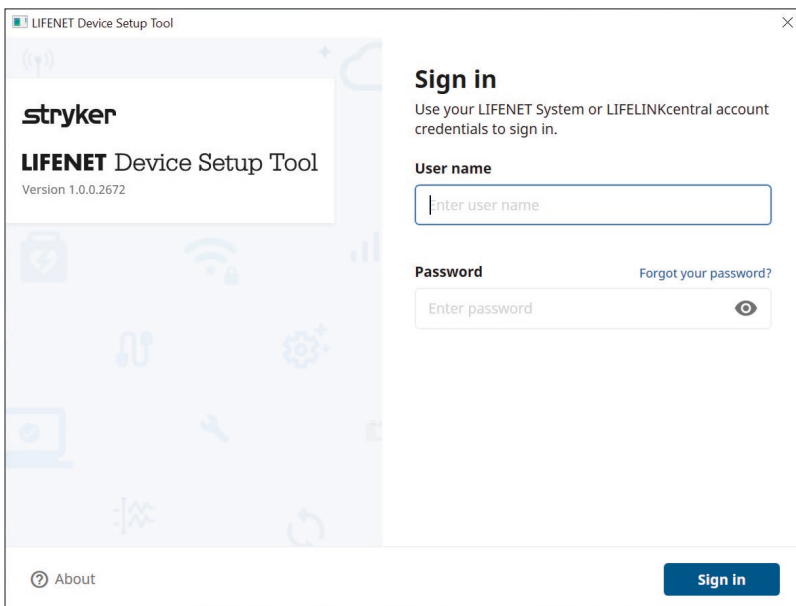 LIFENET Device Setup Tool
stryker
LIFENET Device Setup Tool
Version 1.0.0.2672
Sign in
Use your LIFENET System or LIFELINKcentral account
credentials to sign in.
User name
Enter user name
Password
Forgot your password?
Enter password
About
Sign in